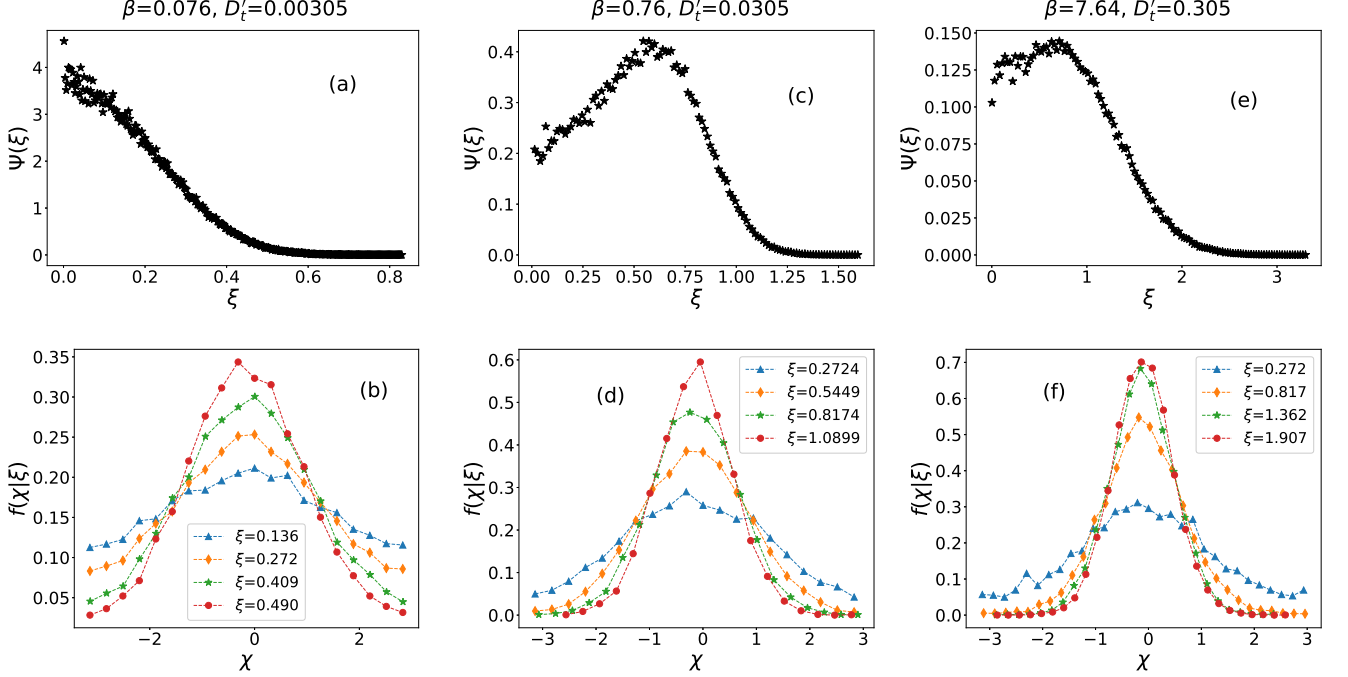 β=0.076, D′ₜ=0.00305
β=0.76, D′ₜ=0.0305
β=7.64, D′ₜ=0.305
4
3
2
1
0
Ψ(ξ)
(a)
0.0
0.2
0.4
0.6
0.8
ξ
0.4
0.3
0.2
0.1
0.0
Ψ(ξ)
(c)
0.00
0.25
0.50
0.75
1.00
1.25
1.50
ξ
0.150
0.125
0.100
0.075
0.050
0.025
0.000
Ψ(ξ)
(e)
0
1
2
3
ξ
0.35
0.30
0.25
0.20
0.15
0.10
0.05
f(χ|ξ)
(b)
ξ=0.136
ξ=0.272
ξ=0.409
ξ=0.490
−2
0
2
χ
0.6
0.5
0.4
0.3
0.2
0.1
0.0
f(χ|ξ)
(d)
ξ=0.2724
ξ=0.5449
ξ=0.8174
ξ=1.0899
−3
−2
−1
0
1
2
3
χ
0.7
0.6
0.5
0.4
0.3
0.2
0.1
0.0
f(χ|ξ)
(f)
ξ=0.272
ξ=0.817
ξ=1.362
ξ=1.907
−3
−2
−1
0
1
2
3
χ